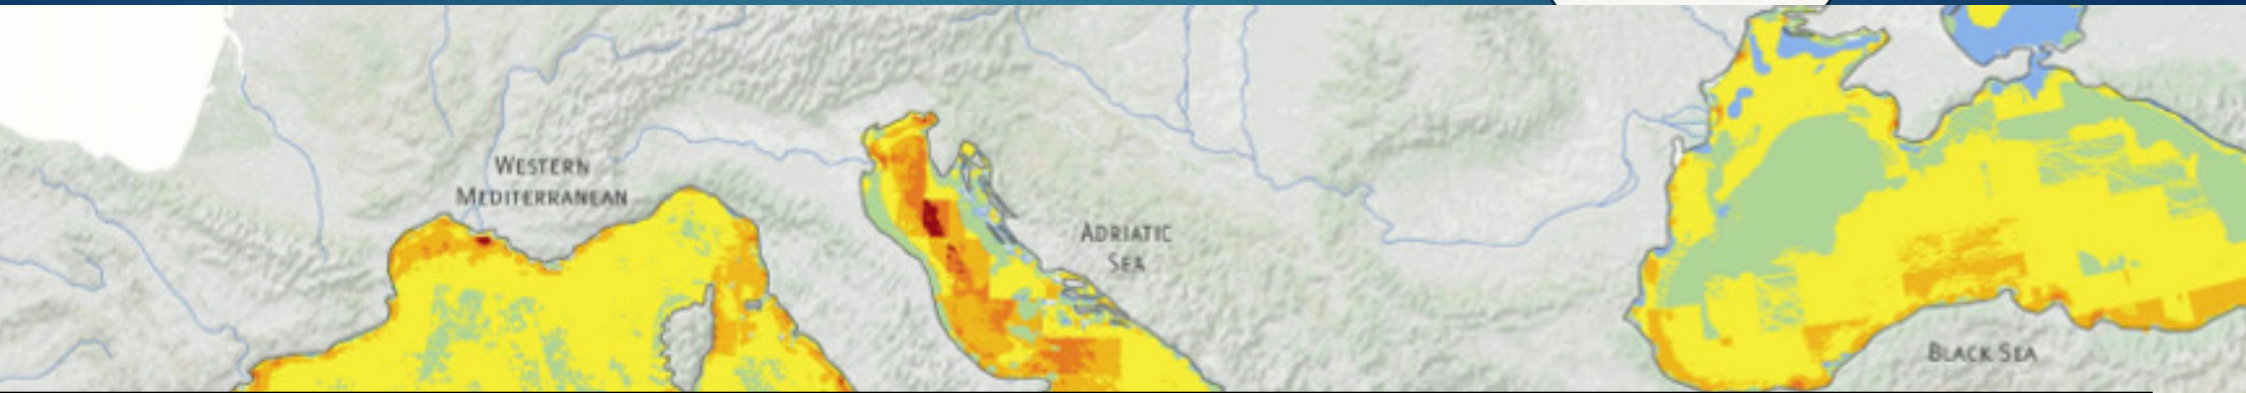 WESTERN
MEDITERRANEAN
ADRIATIC
SEA
BLACK SEA